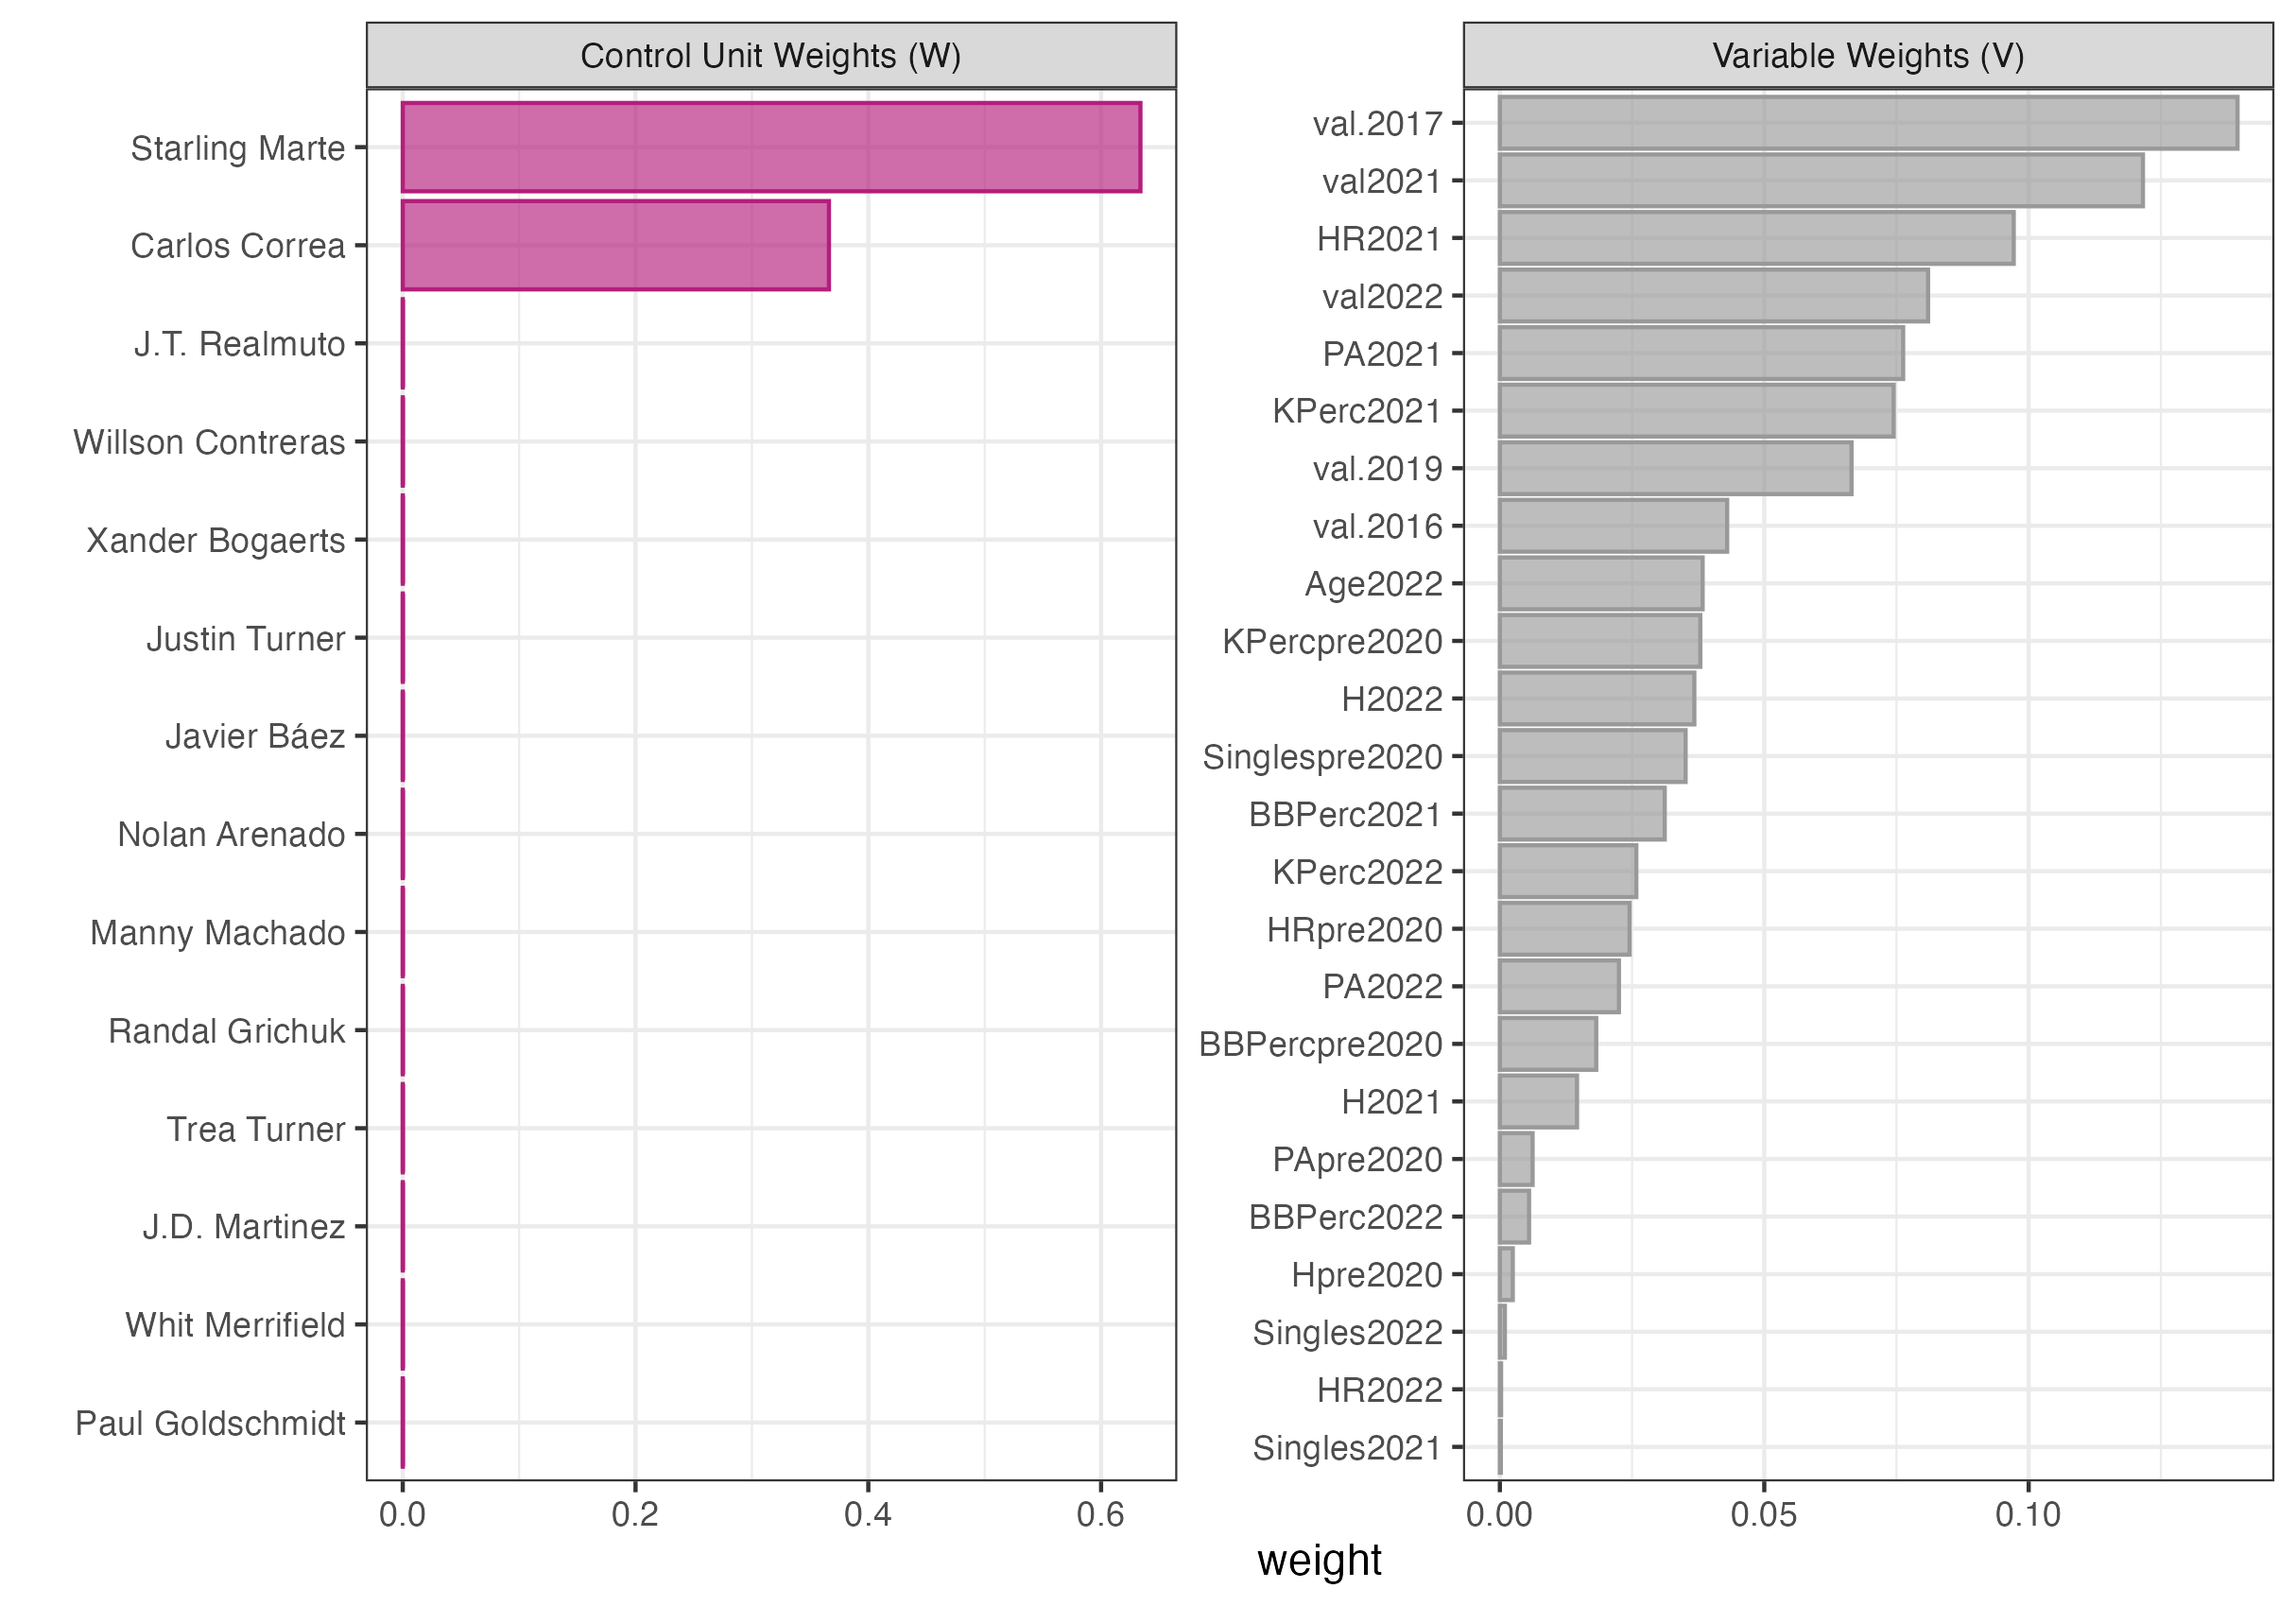 Control Unit Weights (W)
Starling Marte
Carlos Correa
J.T. Realmuto
Willson Contreras
Xander Bogaerts
Justin Turner
Javier Báez
Nolan Arenado
Manny Machado
Randal Grichuk
Trea Turner
J.D. Martinez
Whit Merrifield
Paul Goldschmidt
0.0 0.2 0.4 0.6
Variable Weights (V)
val.2017
val2021
HR2021
val2022
PA2021
KPerc2021
val.2019
val.2016
Age2022
KPercpre2020
H2022
Singlespre2020
BBPerc2021
KPerc2022
HRpre2020
PA2022
BBPercpre2020
H2021
PApre2020
BBPerc2022
Hpre2020
Singles2022
HR2022
Singles2021
0.00 0.05 0.10
weight